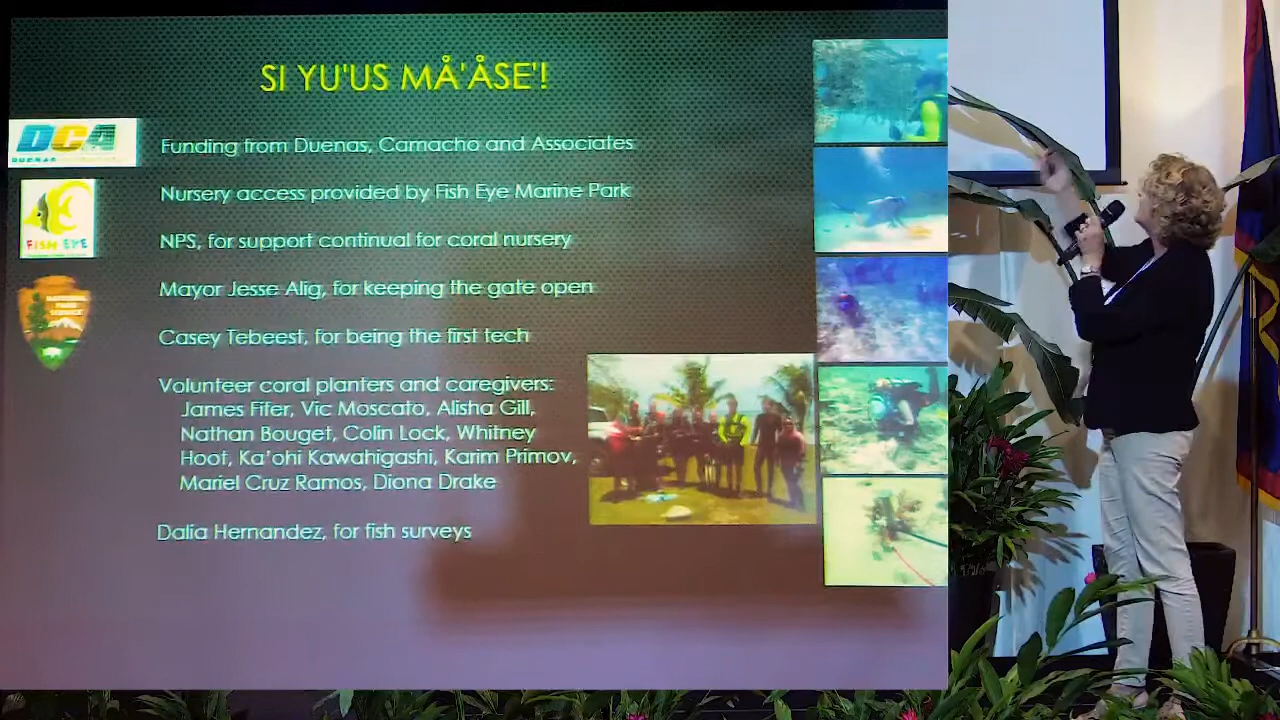 SI YU'US MÅ'ÅSE'!
DCA
DUENAS
Funding from Duenas, Camacho and Associates
Nursery access provided by Fish Eye Marine Park
FISH EYE
NPS, for support continual for coral nursery
Mayor Jesse Alig, for keeping the gate open
NATIONAL
PARK
SERVICE
Casey Tebeest, for being the first tech
Volunteer coral planters and caregivers:
James Fifer, Vic Moscato, Alisha Gill,
Nathan Bouget, Colin Lock, Whitney
Hoot, Ka'ohi Kawahigashi, Karim Primov,
Mariel Cruz Ramos, Diona Drake
Dalia Hernandez, for fish surveys